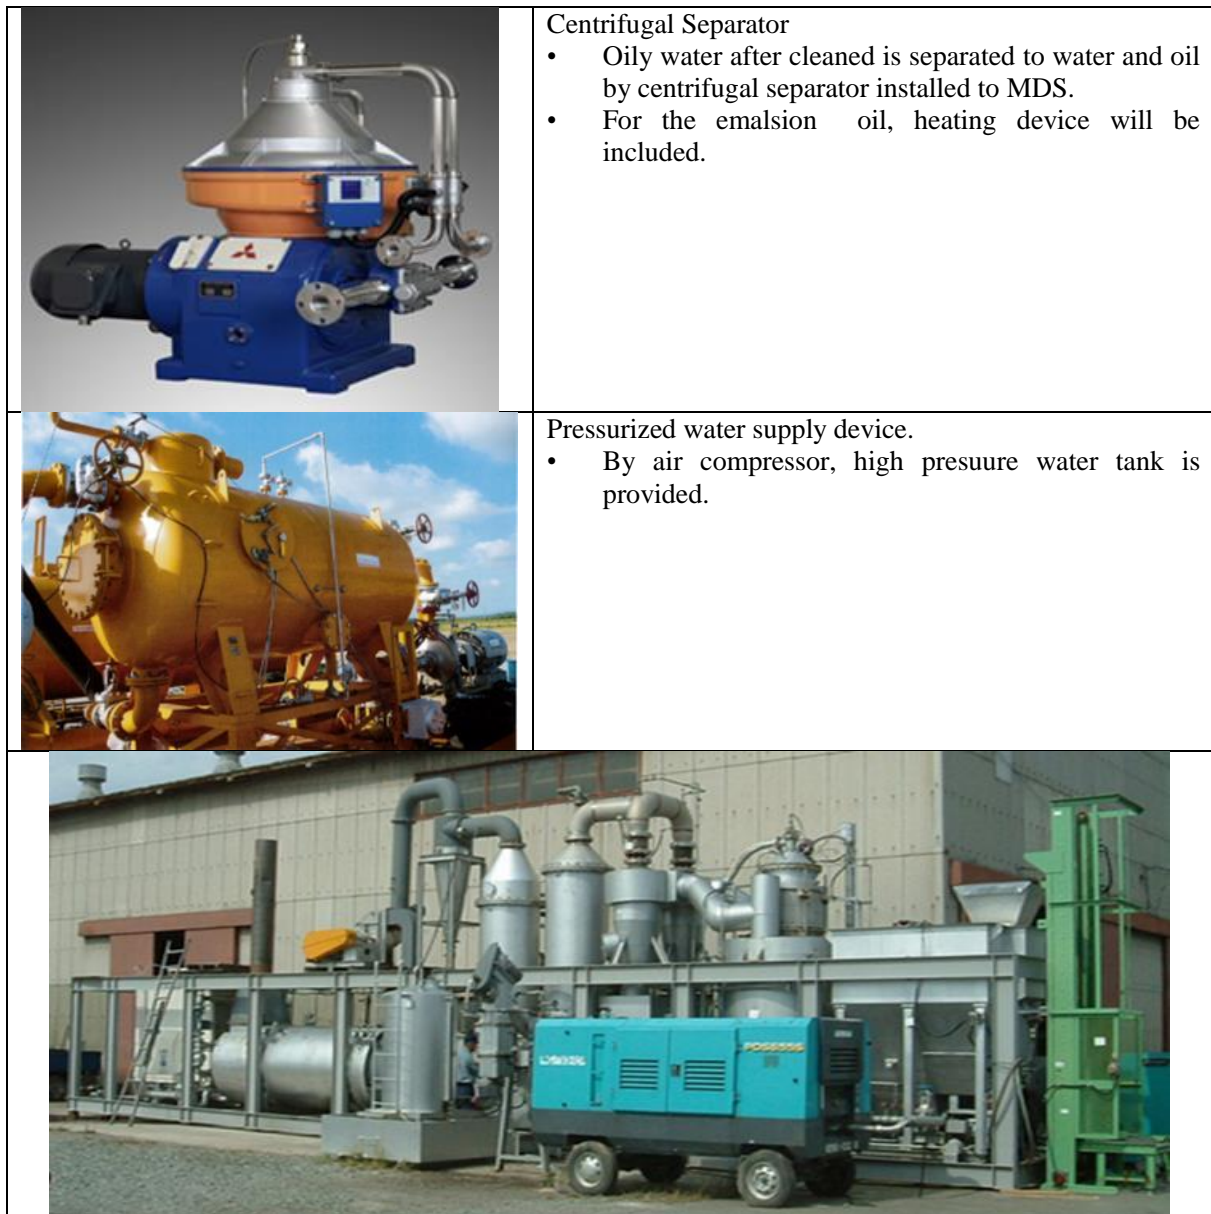 Centrifugal Separator
• Oily water after cleaned is separated to water and oil
by centrifugal separator installed to MDS.
• For the emalsion oil, heating device will be
included.
Pressurized water supply device.
• By air compressor, high presuure water tank is
provided.
PDS655S